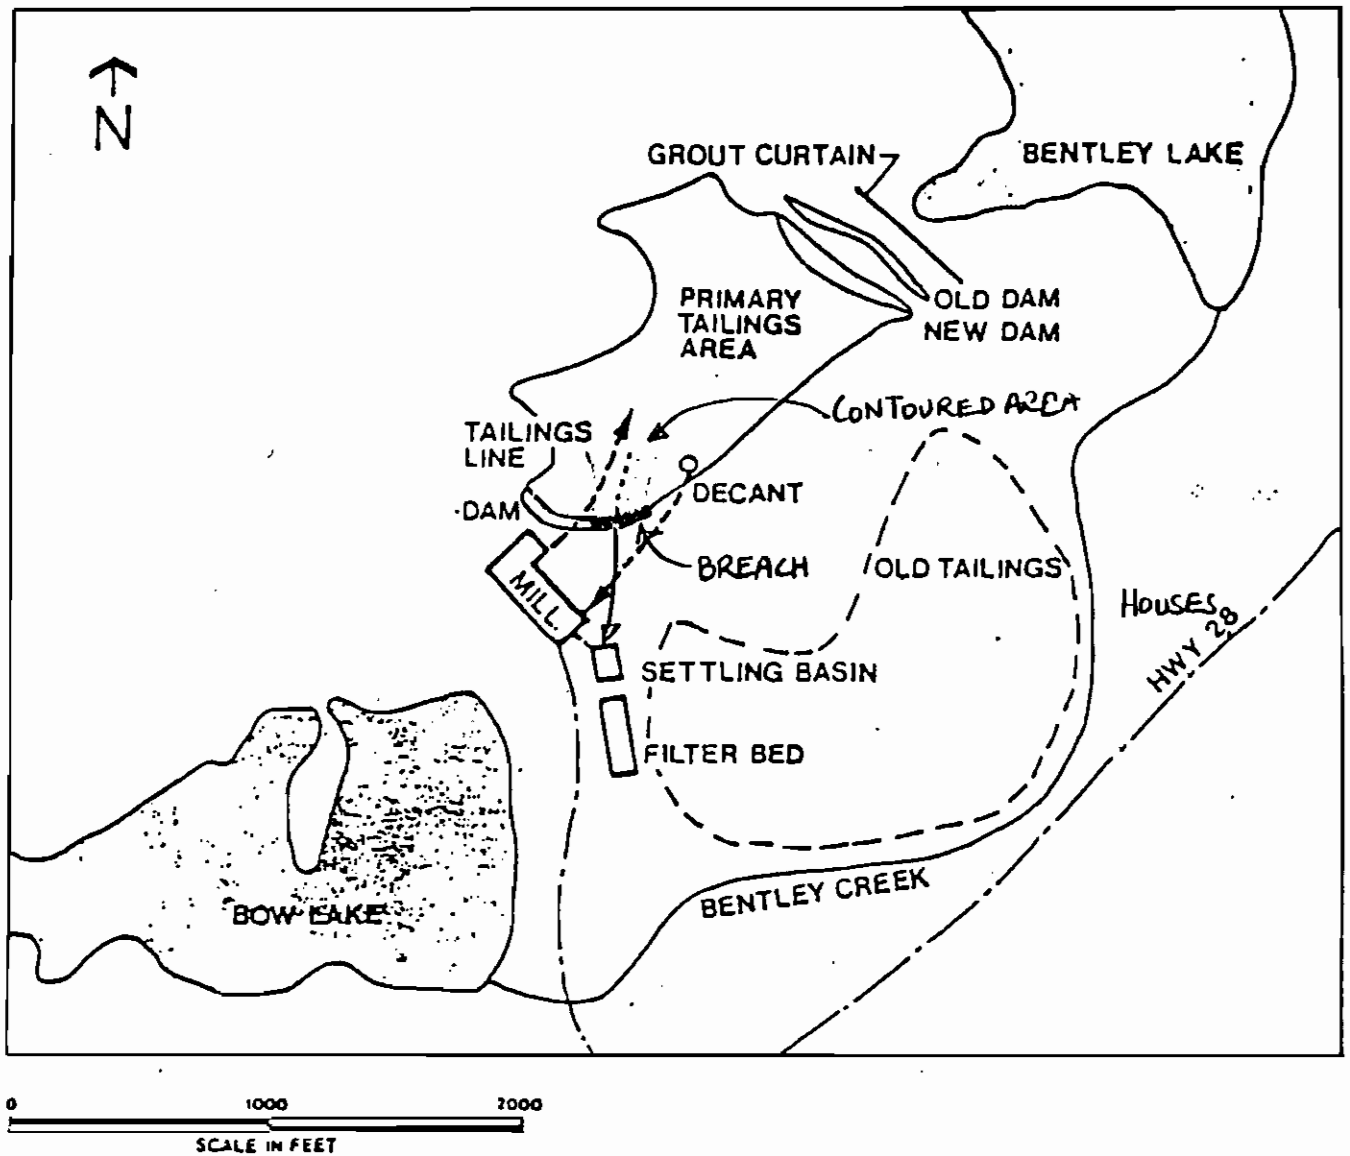 N
GROUT CURTAIN
BENTLEY LAKE
OLD DAM
NEW DAM
PRIMARY
TAILINGS
AREA
CONTOURED AREA
TAILINGS
LINE
DECANT
DAM
BREACH
OLD TAILINGS
MILL
HOUSES
HWY 28
SETTLING BASIN
FILTER BED
BENTLEY CREEK
BOW LAKE
0 1000 2000
SCALE IN FEET